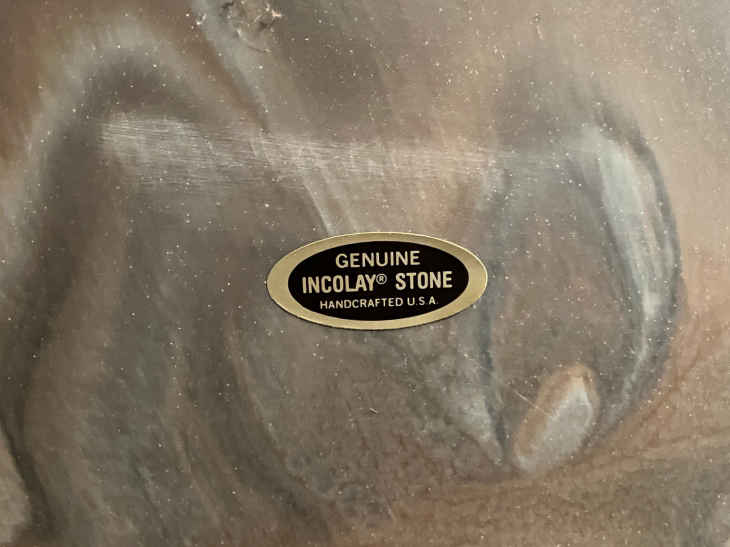 GENUINE
INCOLAY® STONE
HANDCRAFTED U.S.A.